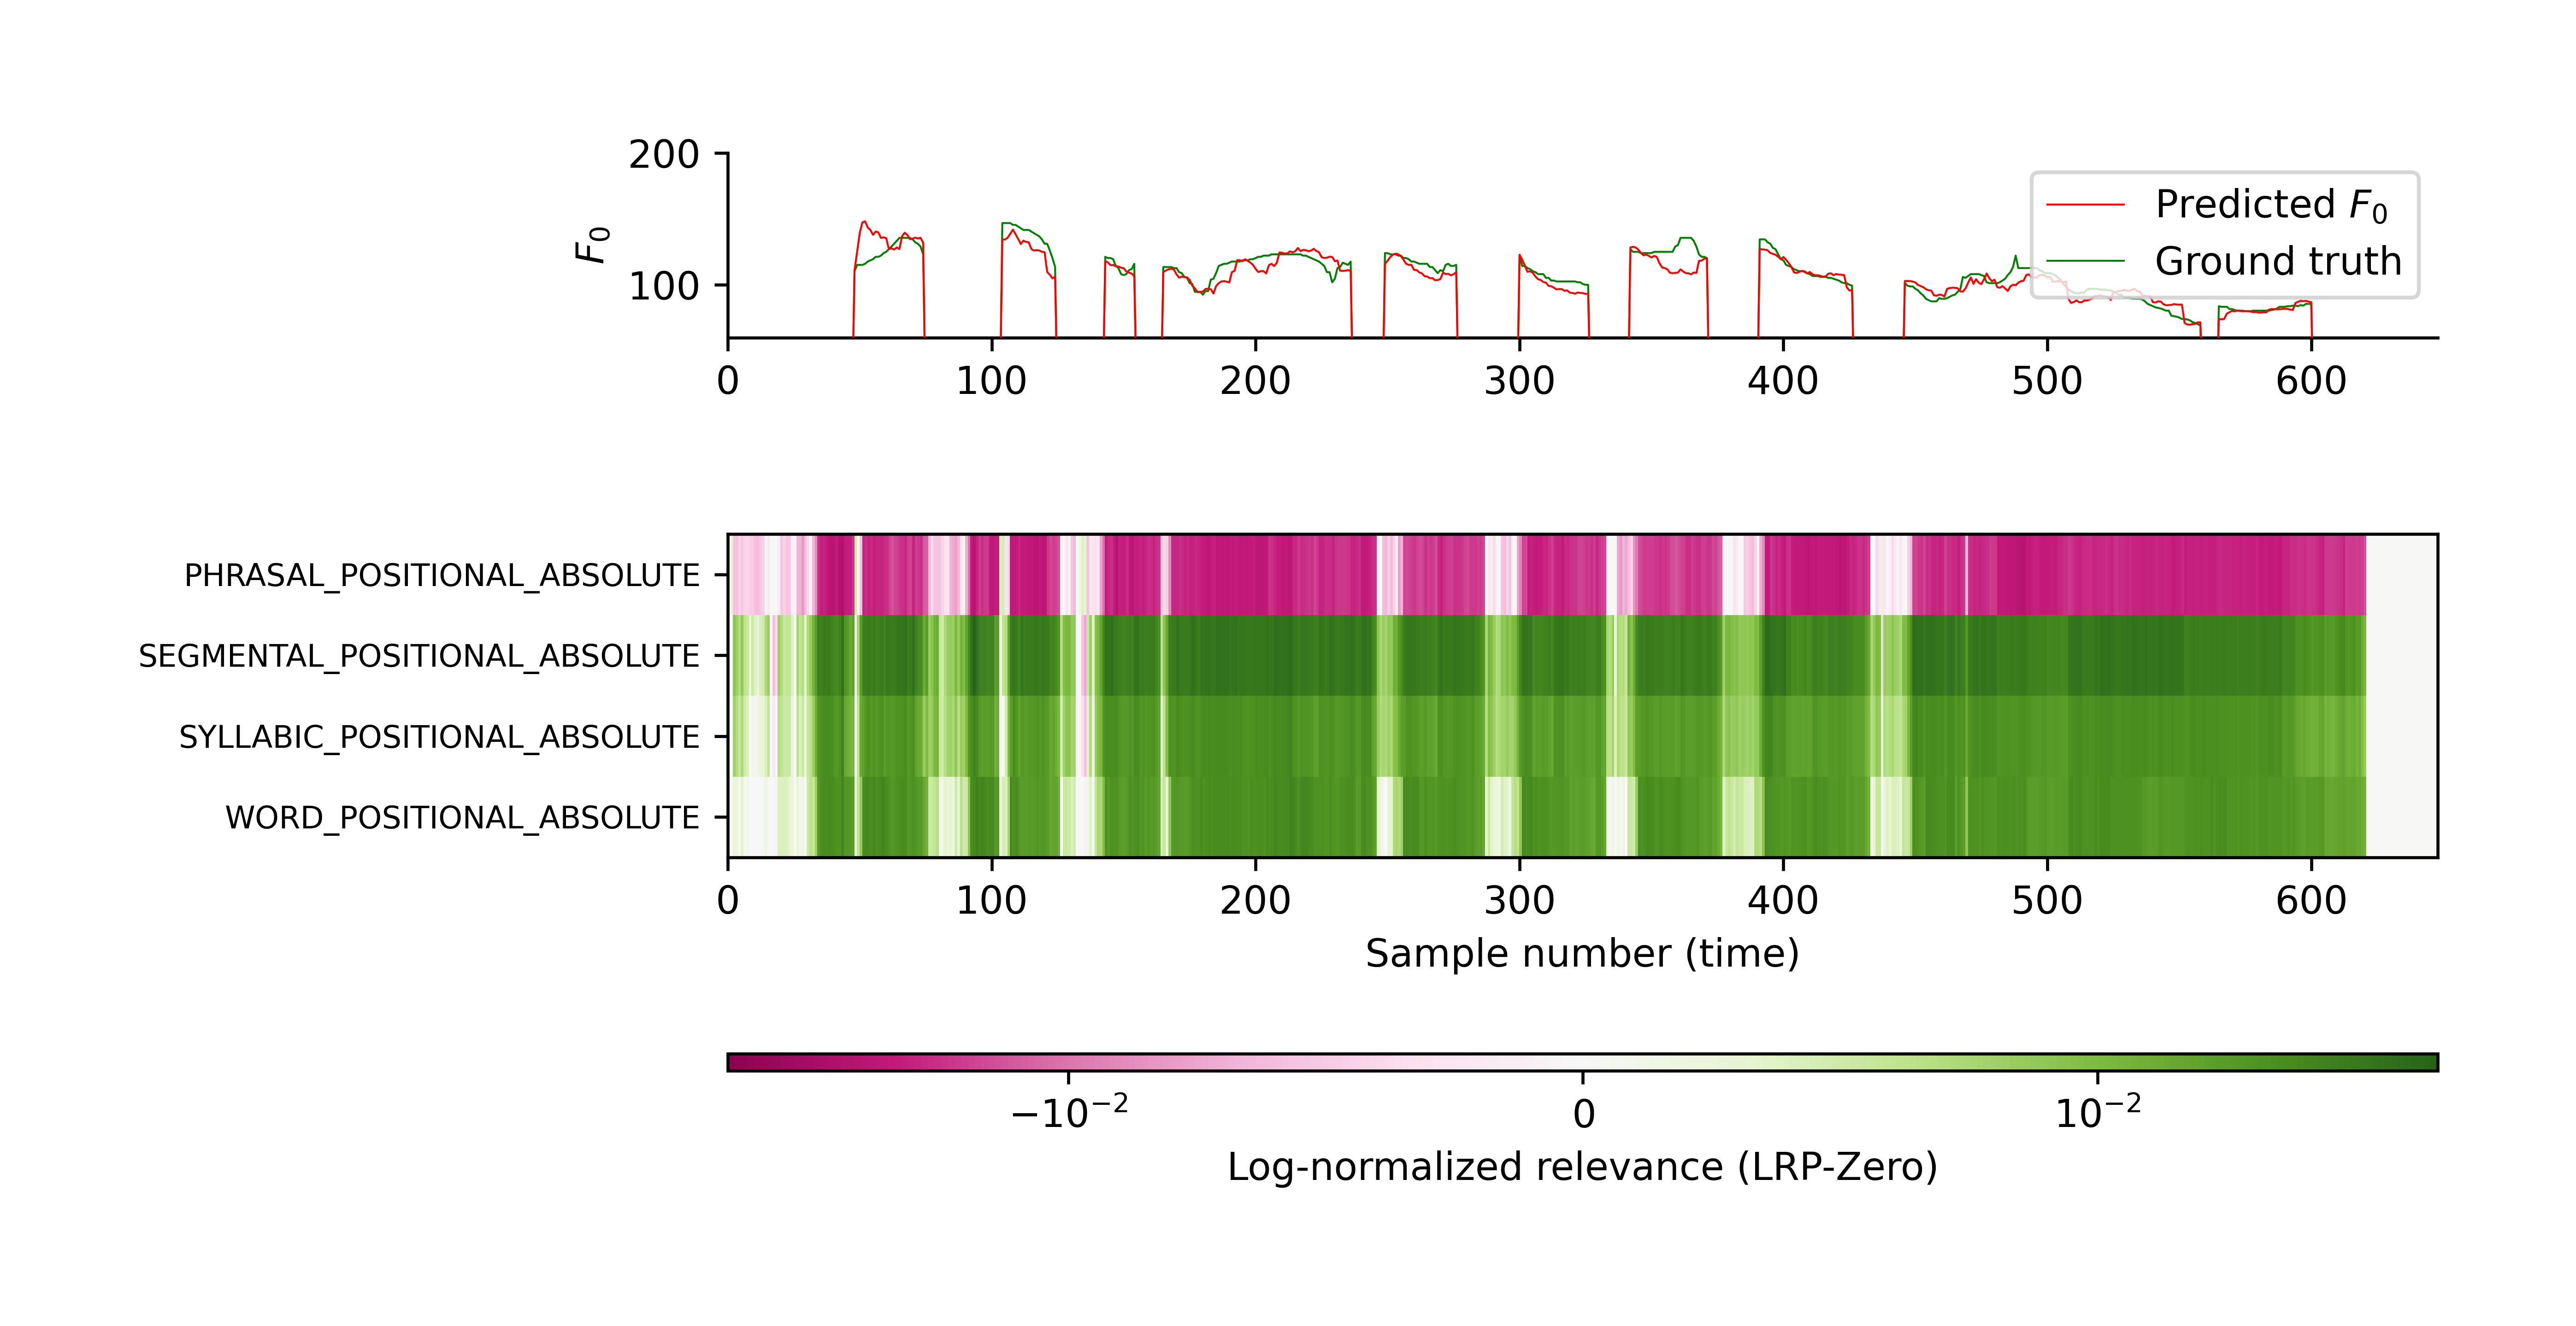 200
F₀
100
Predicted F₀
Ground truth
0 100 200 300 400 500 600
PHRASAL_POSITIONAL_ABSOLUTE
SEGMENTAL_POSITIONAL_ABSOLUTE
SYLLABIC_POSITIONAL_ABSOLUTE
WORD_POSITIONAL_ABSOLUTE
0 100 200 300 400 500 600
Sample number (time)
−10⁻² 0 10⁻²
Log-normalized relevance (LRP-Zero)